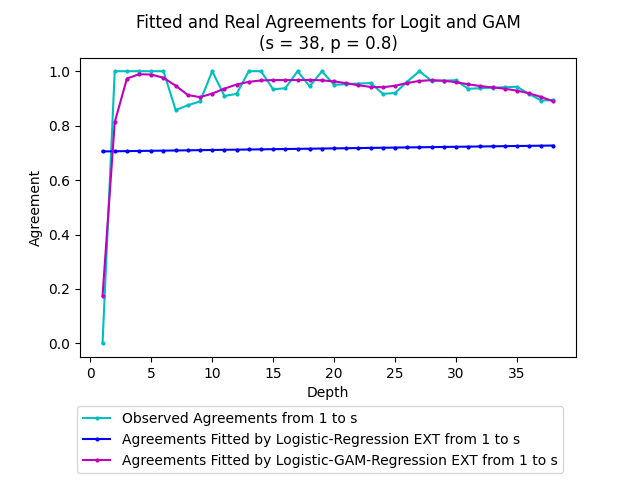 Fitted and Real Agreements for Logit and GAM
(s = 38, p = 0.8)
1.0
0.8
0.6
0.4
0.2
0.0
Agreement
0 5 10 15 20 25 30 35
Depth
Observed Agreements from 1 to s
Agreements Fitted by Logistic-Regression EXT from 1 to s
Agreements Fitted by Logistic-GAM-Regression EXT from 1 to s